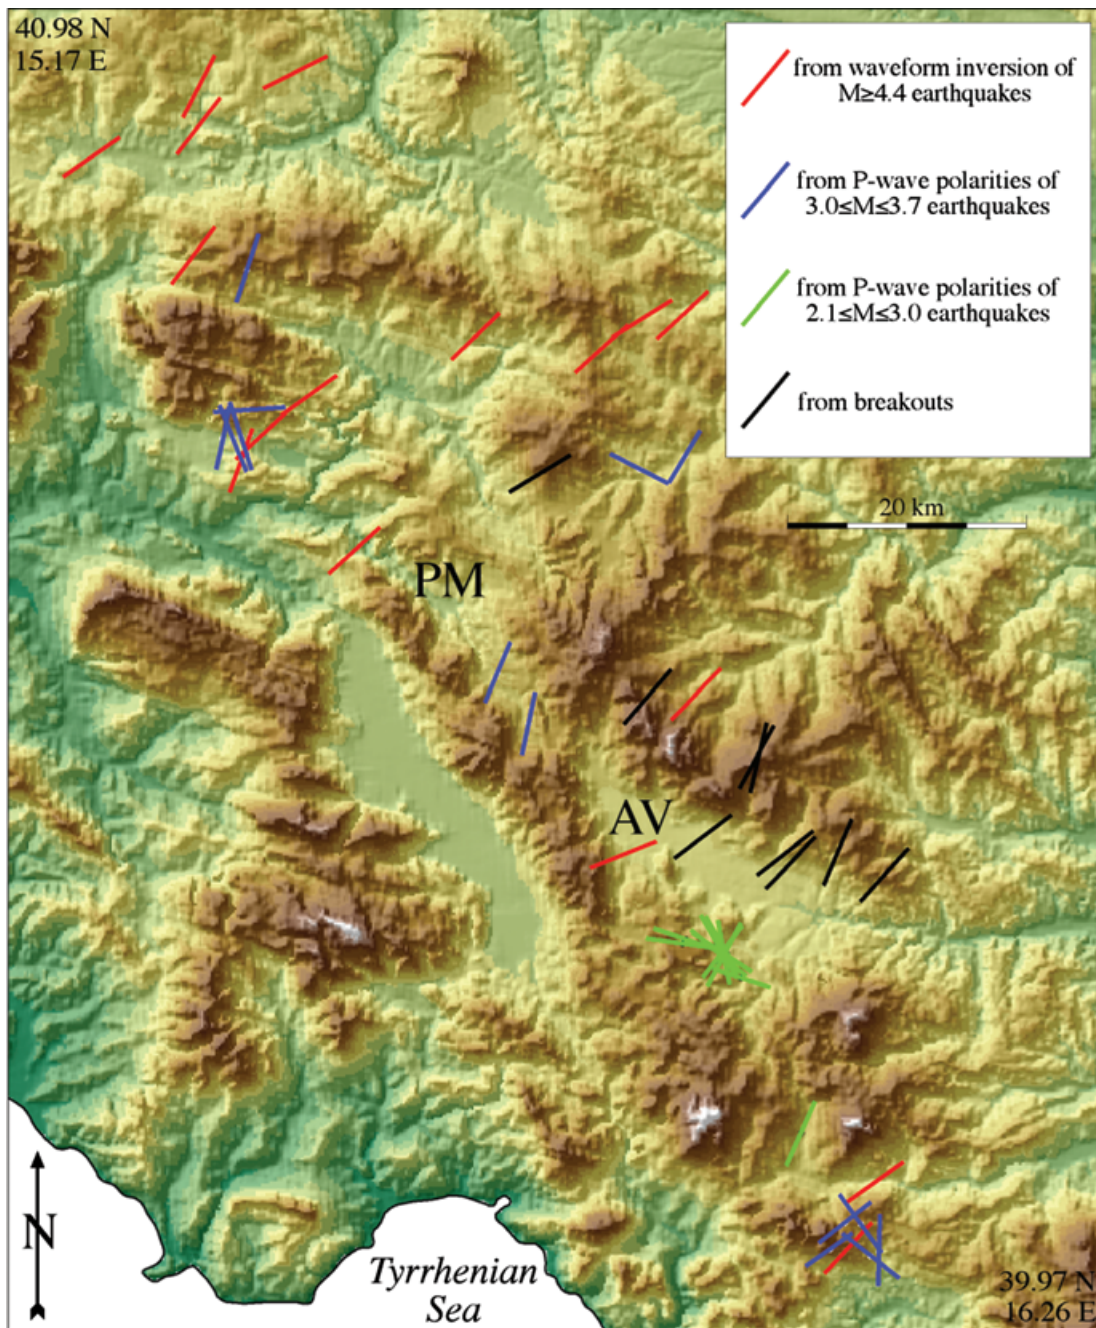 40.98 N
15.17 E
from waveform inversion of
M≥4.4 earthquakes
from P-wave polarities of
3.0≤M≤3.7 earthquakes
from P-wave polarities of
2.1≤M≤3.0 earthquakes
from breakouts
20 km
PM
AV
N
Tyrrhenian
Sea
39.97 N
16.26 E